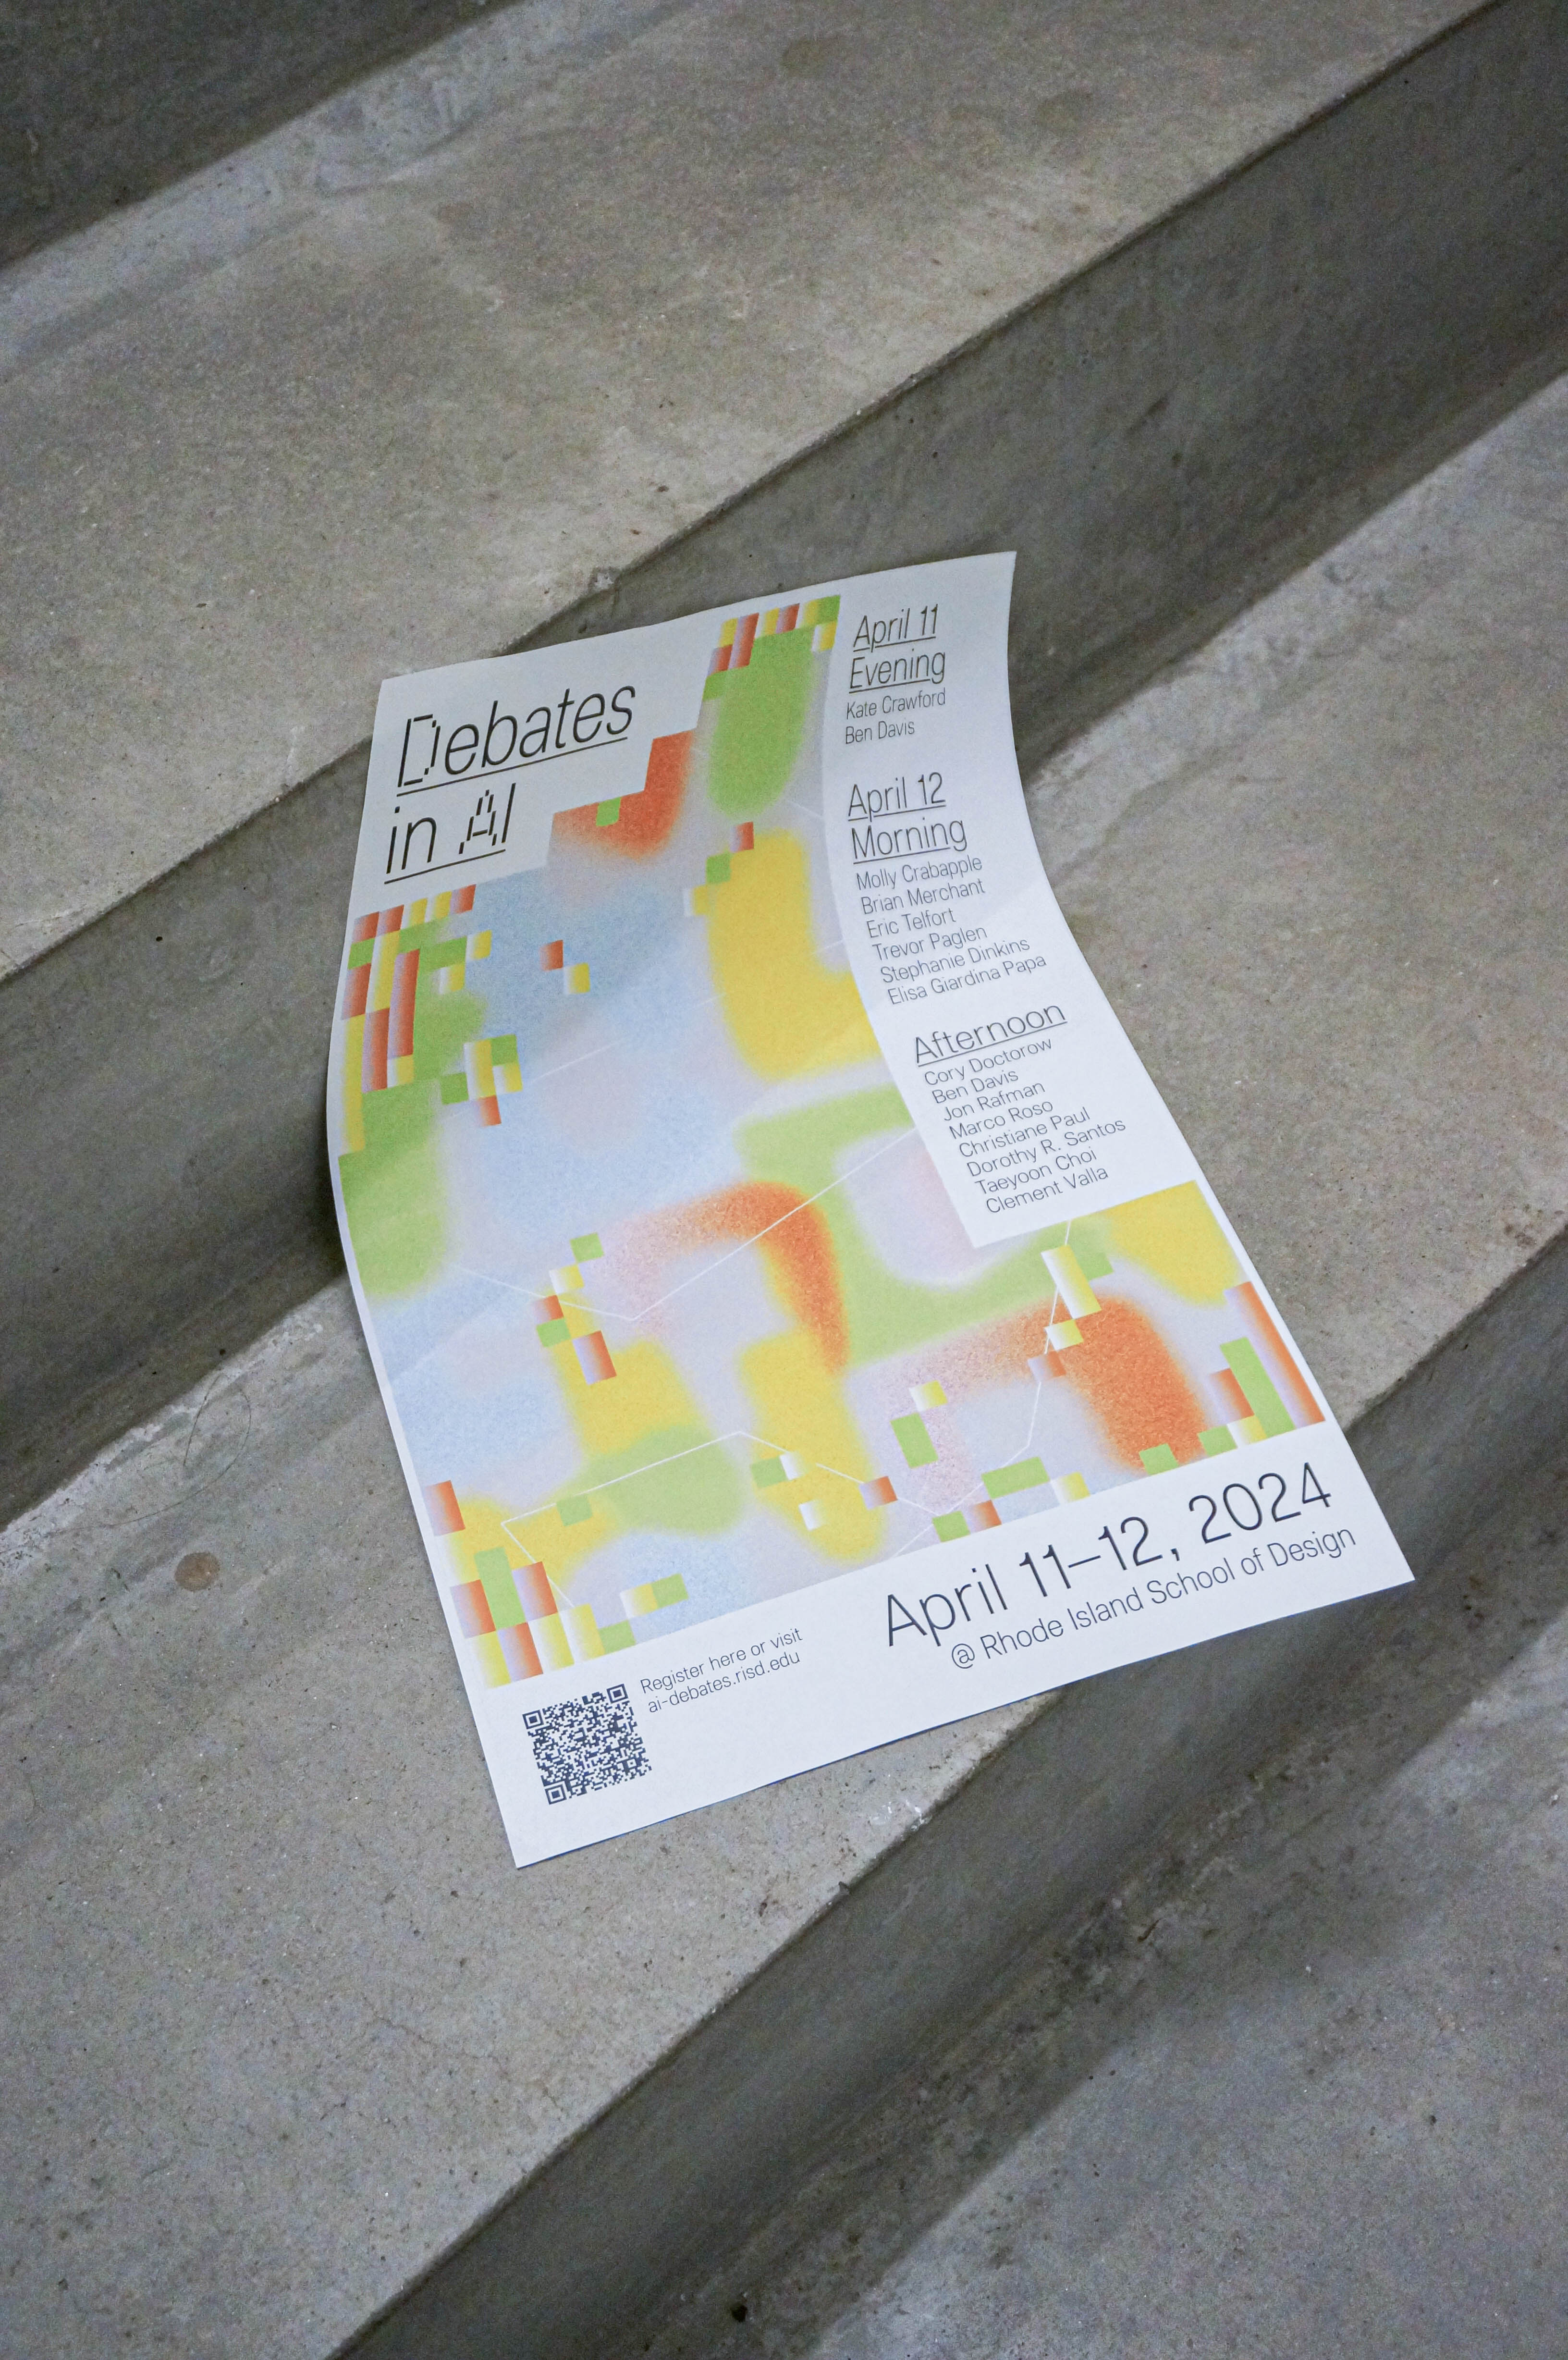 Debates
in AI
April 11
Evening
Kate Crawford
Ben Davis
April 12
Morning
Molly Crabapple
Brian Merchant
Eric Telfort
Trevor Paglen
Stephanie Dinkins
Elisa Giardina Papa
Afternoon
Cory Doctorow
Ben Davis
Jon Rafman
Marco Roso
Christiane Paul
Dorothy R. Santos
Taeyoon Choi
Clement Valla
April 11–12, 2024
@ Rhode Island School of Design
Register here or visit
ai-debates.risd.edu